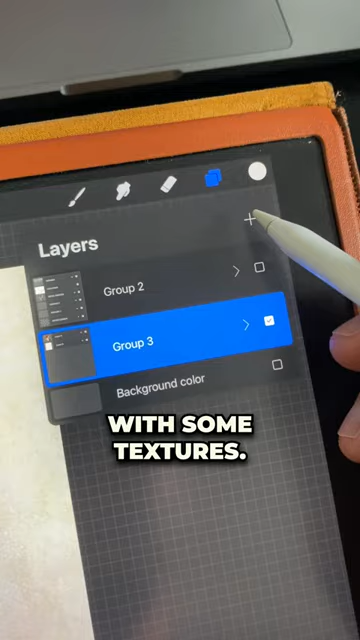 Layers
Group 2
Group 3
Background color
WITH SOME
TEXTURES.